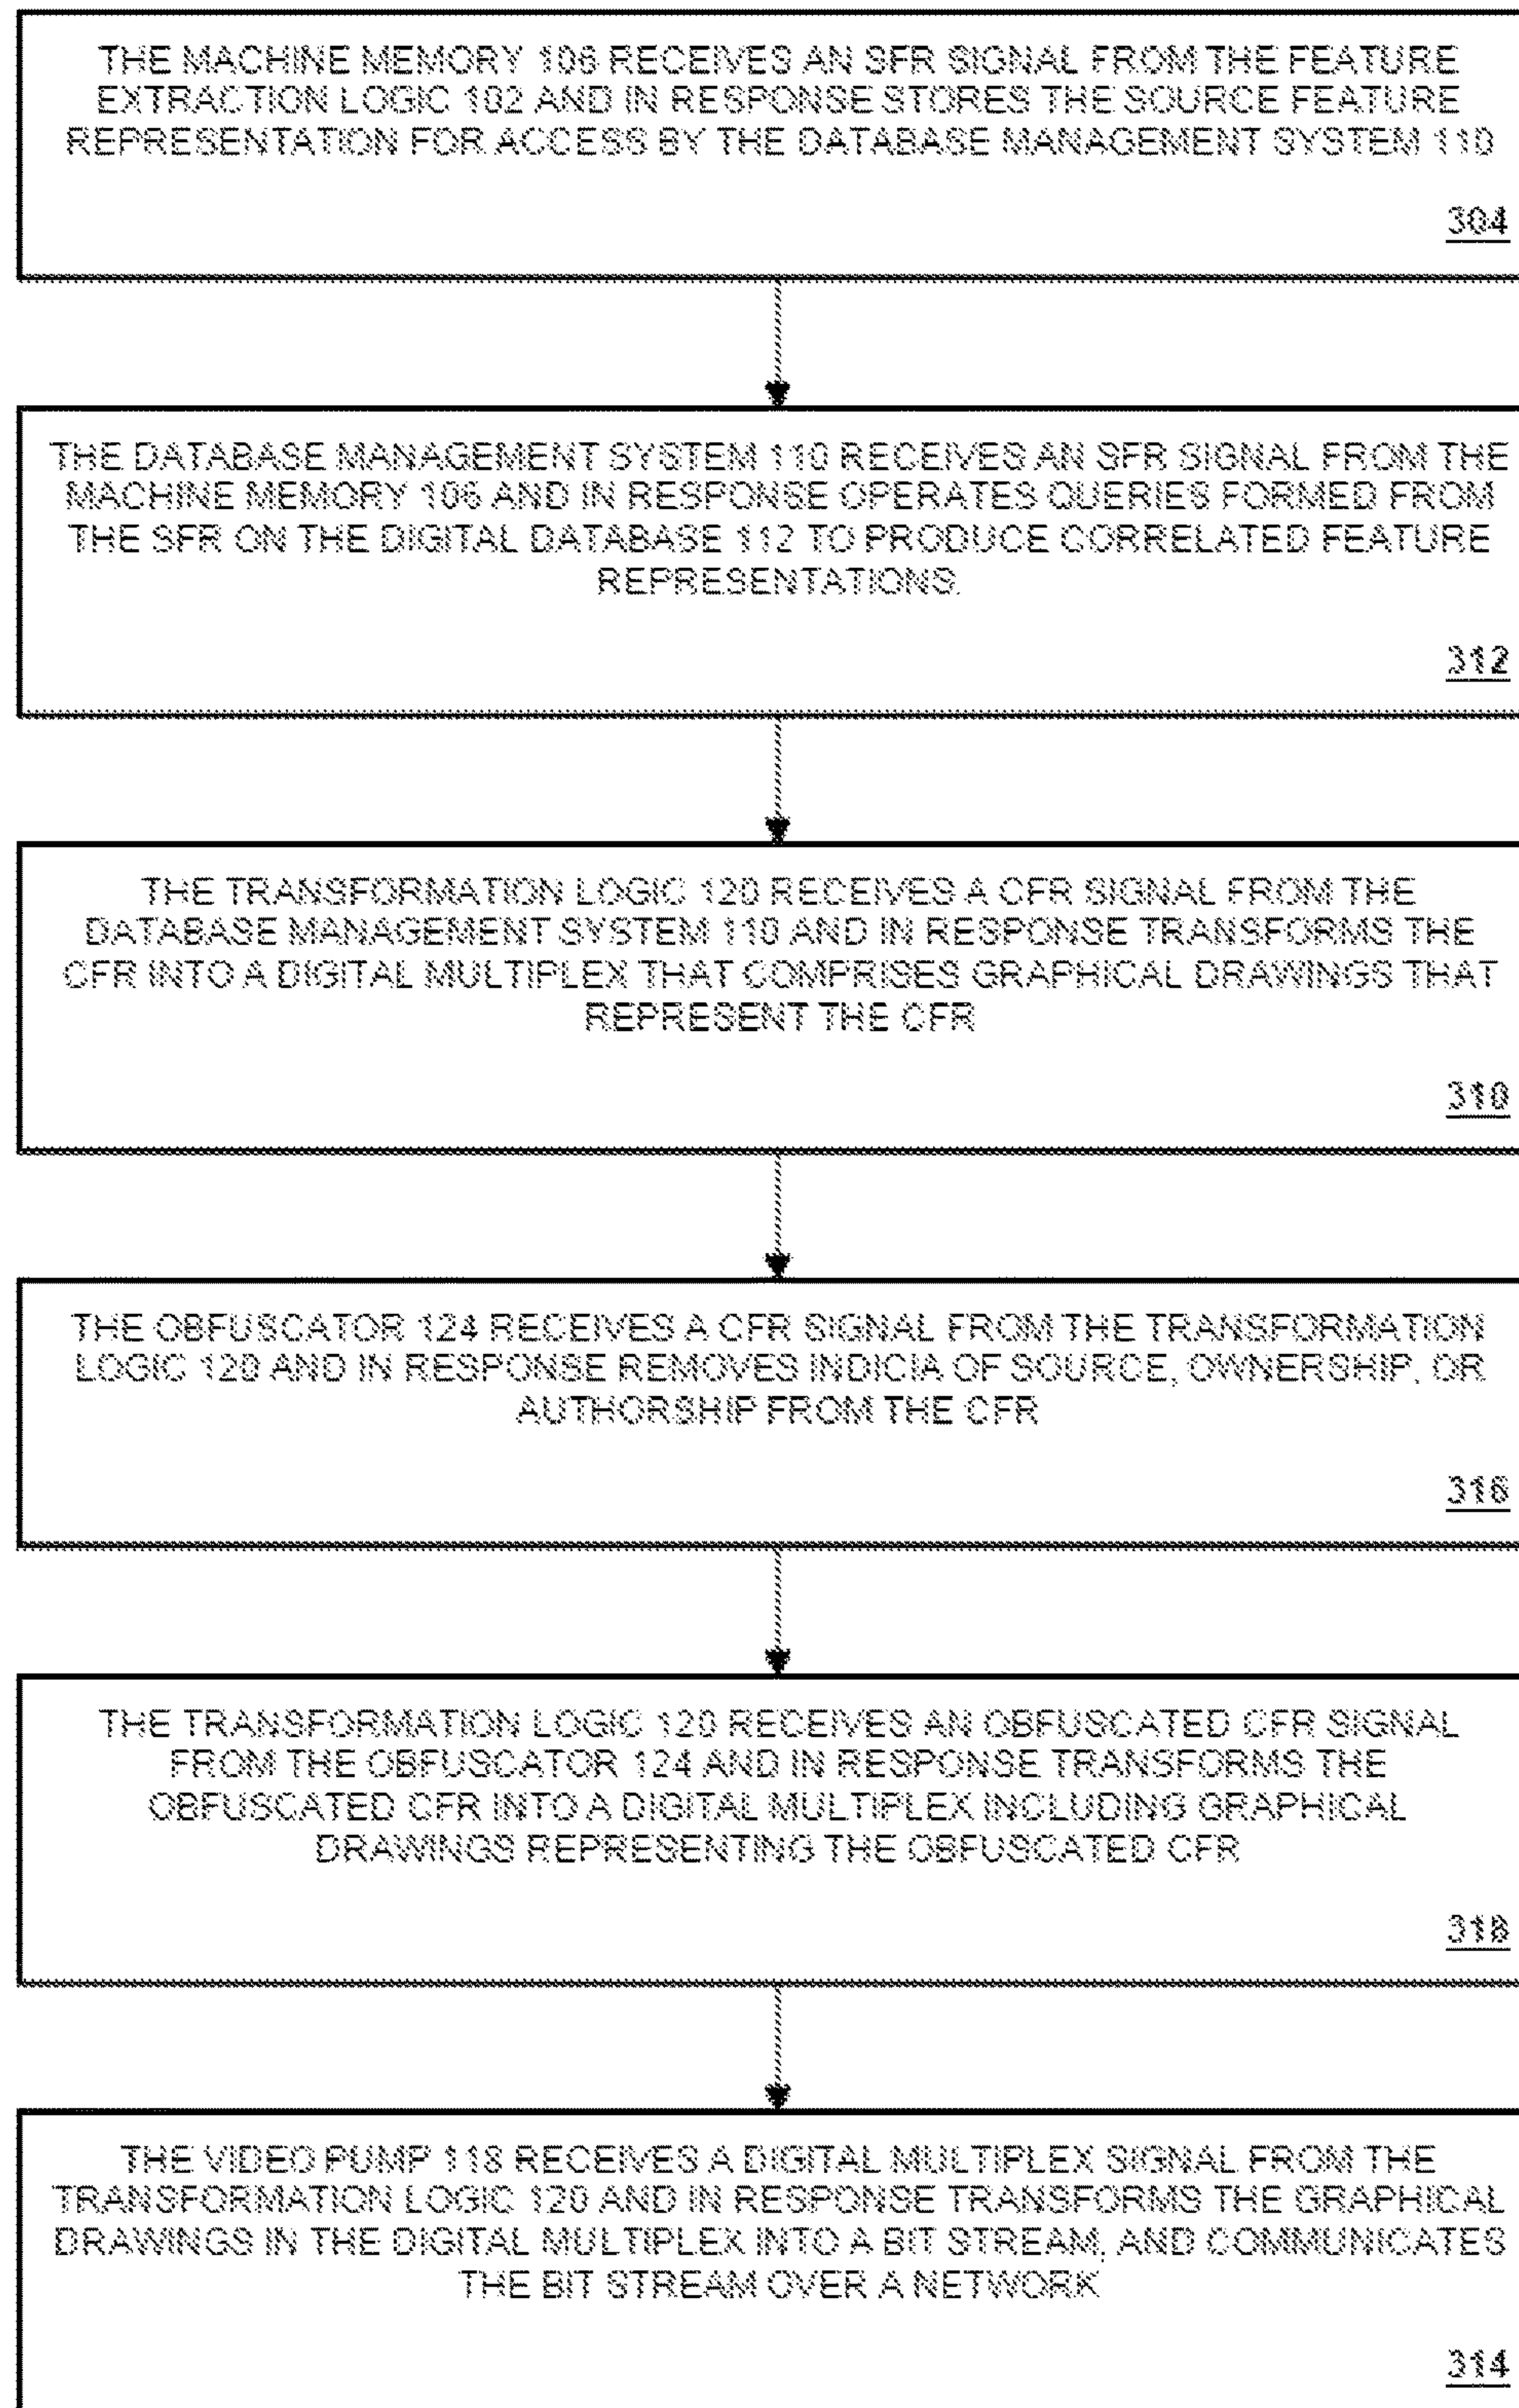 THE MACHINE MEMORY 106 RECEIVES AN SFR SIGNAL FROM THE FEATURE
EXTRACTION LOGIC 102 AND IN RESPONSE STORES THE SOURCE FEATURE
REPRESENTATION FOR ACCESS BY THE DATABASE MANAGEMENT SYSTEM 110
304
THE DATABASE MANAGEMENT SYSTEM 110 RECEIVES AN SFR SIGNAL FROM THE
MACHINE MEMORY 106 AND IN RESPONSE OPERATES QUERIES FORMED FROM
THE SFR ON THE DIGITAL DATABASE 112 TO PRODUCE CORRELATED FEATURE
REPRESENTATIONS.
312
THE TRANSFORMATION LOGIC 120 RECEIVES A CFR SIGNAL FROM THE
DATABASE MANAGEMENT SYSTEM 110 AND IN RESPONSE TRANSFORMS THE
CFR INTO A DIGITAL MULTIPLEX THAT COMPRISES GRAPHICAL DRAWINGS THAT
REPRESENT THE CFR
310
THE OBFUSCATOR 124 RECEIVES A CFR SIGNAL FROM THE TRANSFORMATION
LOGIC 120 AND IN RESPONSE REMOVES INDICIA OF SOURCE, OWNERSHIP, OR
AUTHORSHIP FROM THE CFR
316
THE TRANSFORMATION LOGIC 120 RECEIVES AN OBFUSCATED CFR SIGNAL
FROM THE OBFUSCATOR 124 AND IN RESPONSE TRANSFORMS THE
OBFUSCATED CFR INTO A DIGITAL MULTIPLEX INCLUDING GRAPHICAL
DRAWINGS REPRESENTING THE OBFUSCATED CFR
318
THE VIDEO PUMP 118 RECEIVES A DIGITAL MULTIPLEX SIGNAL FROM THE
TRANSFORMATION LOGIC 120 AND IN RESPONSE TRANSFORMS THE GRAPHICAL
DRAWINGS IN THE DIGITAL MULTIPLEX INTO A BIT STREAM, AND COMMUNICATES
THE BIT STREAM OVER A NETWORK
314